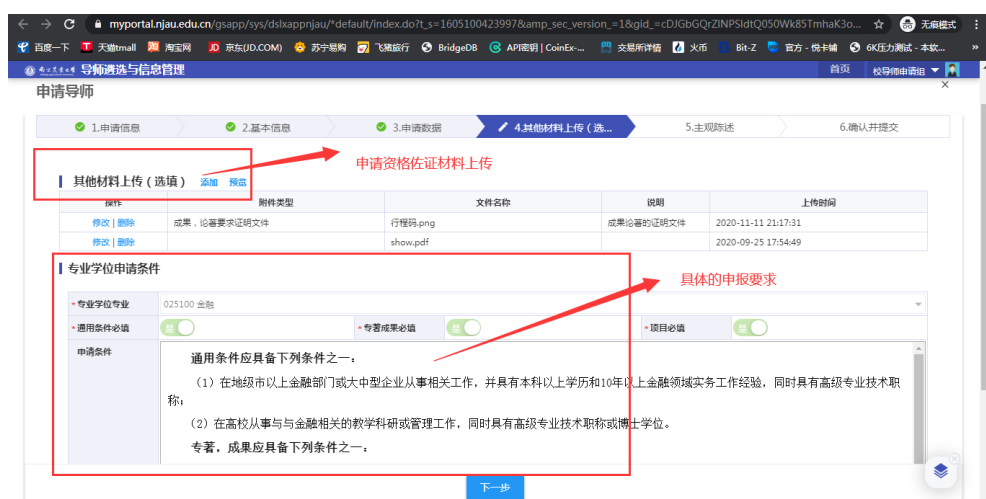 myportal.njau.edu.cn/gsapp/sys/dslxappnjau/*default/index.do?t_s=1605100423997&amp_sec_version_=1&gid_=cDJGbGQrZlNPSldtQ050Wk85TmhaK3o... 无痕模式
百度一下 天猫tmall 淘宝网 京东(JD.COM) 苏宁易购 飞猪旅行 BridgeDB API密钥 | CoinEx-... 交易所详情 火币 Bit-Z 官方 - 悦卡铺 6K压力测试 - 本软... »
导师遴选与信息管理 首页 校导师申请组
申请导师 ×
1.申请信息 2.基本信息 3.申请数据 4.其他材料上传 ( 选... 5.主观陈述 6.确认并提交
申请资格佐证材料上传
其他材料上传 ( 选填 ) 添加 预览
操作 附件类型 文件名称 说明 上传时间
修改 | 删除 成果，论著要求证明文件 行程码.png 成果论著的证明文件 2020-11-11 21:17:31
修改 | 删除 show.pdf 2020-09-25 17:54:49
专业学位申请条件
具体的申报要求
* 专业学位专业 025100 金融
* 通用条件必填 是 * 专著成果必填 是 * 项目必填 是
申请条件
通用条件应具备下列条件之一：
（1）在地级市以上金融部门或大中型企业从事相关工作，并具有本科以上学历和10年以上金融领域实务工作经验，同时具有高级专业技术职
称；
（2）在高校从事与与金融相关的教学科研或管理工作，同时具有高级专业技术职称或博士学位。
专著，成果应具备下列条件之一：
下一步